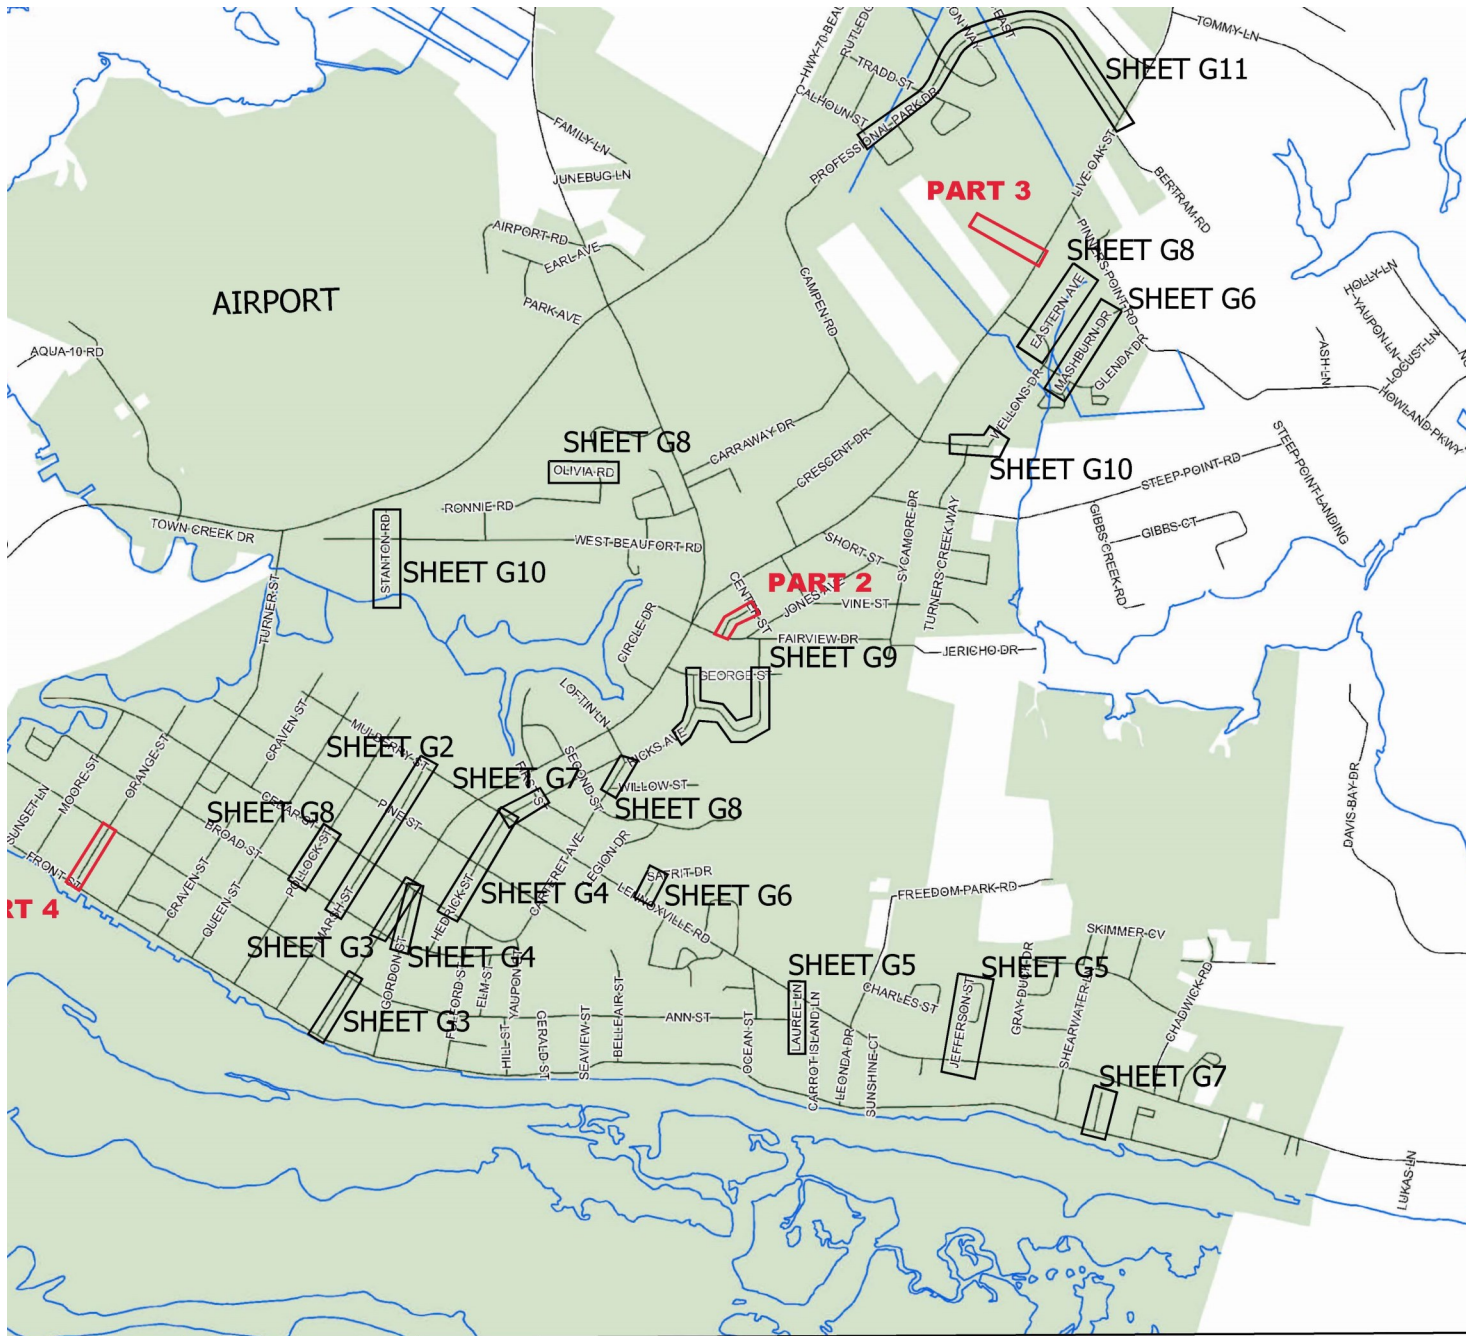 TOMMY-LN
HWY-70-BEAU
RUTLEDG
EAST
ON-WAY
SHEET G11
TRADD-ST
CALHOUN-ST
PROFESSIONAL-PARK-DR
FAMILY-LN
JUNEBUG-LN
LIVE-OAK-ST
BERTRAM-RD
PART 3
PINNERS-POINT-RD
AIRPORT-RD
EARL-AVE
SHEET G8
HOLLY-LN
AIRPORT
PARK-AVE
CAMPEN-RD
EASTERN-AVE
SHEET G6
YAUPON-LN
LOCUST-LN
AQUA-10-RD
MASHBURN-DR
GLENDA-DR
ASH-LN
HOWLAND-PKWY
WELLONS-DR
SHEET G8
OLIVIA-RD
CARRAWAY-DR
CRESCENT-DR
SHEET G10
STEEP-POINT-RD
STEEP-POINT-LANDING
RONNIE RD
TOWN CREEK DR
STANTON-RD
WEST-BEAUFORT-RD
SHEET G10
SHORT-ST
SYCAMORE-DR
TURNERS-CREEK-WAY
GIBBS-CT
GIBBS-CREEK-RD
PART 2
CENTER-ST
JONES-AVE
VINE ST
TURNER-ST
CIRCLE-DR
FAIRVIEW-DR
JERICHO-DR
SHEET G9
GEORGE-ST
LOFTIN-LN
MULBERRY-ST
CRAVEN-ST
SHEET G2
HICKS-AVE
ORANGE-ST
MOORE-ST
SUNSET-LN
FIRST-ST
SECOND-ST
SHEET G7
WILLOW-ST
SHEET G8
DAVIS-BAY-DR
CEDAR-ST
PINE-ST
SHEET G8
BROAD-ST
POLLOCK-ST
FRONT-ST
LEGION-DR
CARTERET-AVE
SHEET G4
HEDRICK-ST
LENNOXVILLE-RD
SHEET G6
FREEDOM-PARK-RD
RT 4
CRAVEN-ST
QUEEN-ST
MARSH-ST
SHEET G3
GORDON-ST
SHEET G4
SKIMMER-CV
SHEET G5
SHEET G5
GRAY-DUCK-DR
SHEARWATER-LN
CHADWICK-RD
CHARLES-ST
JEFFERSON-ST
LAUREL-LN
CARROT-ISLAND-LN
SHEET G3
ELM-ST
HILL-ST
GERALD-ST
SEAVIEW-ST
BELLE-AIR-ST
ANN-ST
OCEAN-ST
LEONDA-DR
SUNSHINE-CT
SHEET G7
LUKAS-LN